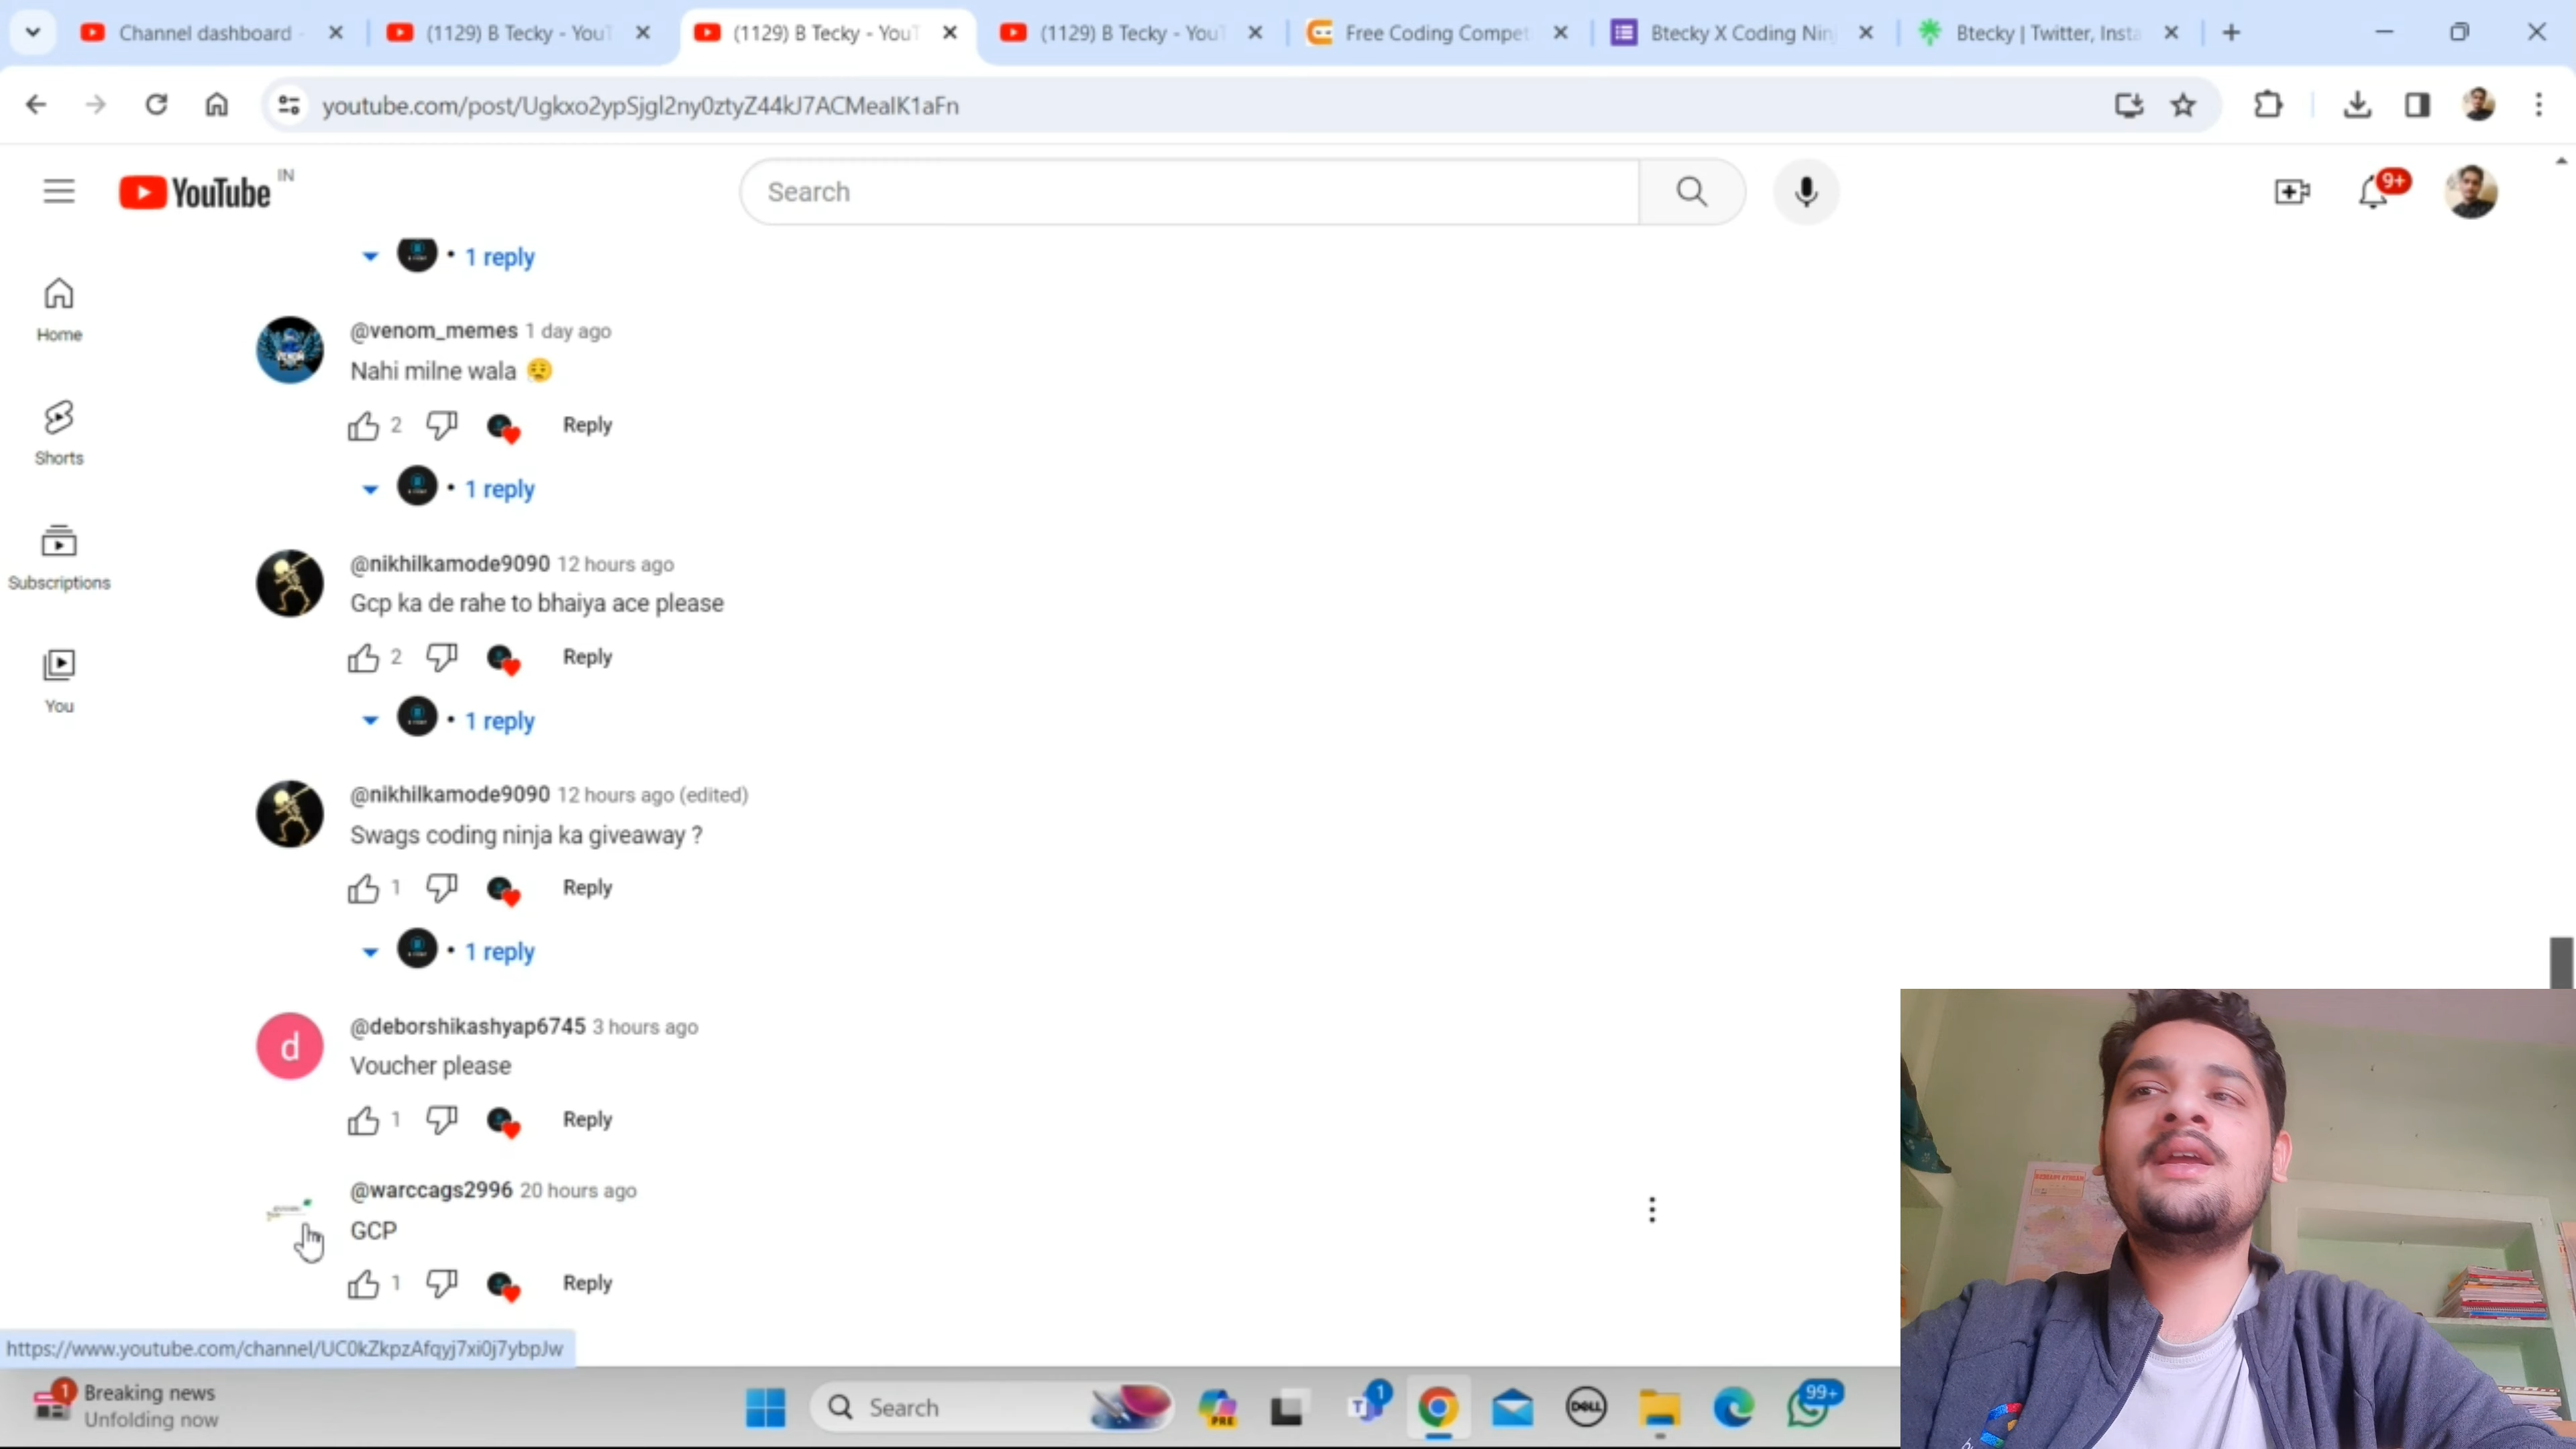 Channel dashboard -
(1129) B Tecky - YouT
(1129) B Tecky - YouT
(1129) B Tecky - YouT
Free Coding Compet
Btecky X Coding Nin
Btecky | Twitter, Insta
youtube.com/post/Ugkxo2ypSjgl2ny0ztyZ44kJ7ACMealK1aFn
YouTube
IN
Search
9+
Home
Shorts
Subscriptions
You
1 reply
@venom_memes 1 day ago
Nahi milne wala
2
Reply
1 reply
@nikhilkamode9090 12 hours ago
Gcp ka de rahe to bhaiya ace please
2
Reply
1 reply
@nikhilkamode9090 12 hours ago (edited)
Swags coding ninja ka giveaway ?
1
Reply
1 reply
d
@deborshikashyap6745 3 hours ago
Voucher please
1
Reply
@warccags2996 20 hours ago
GCP
1
Reply
https://www.youtube.com/channel/UC0kZkpzAfqyj7xi0j7ybpJw
1
Breaking news
Unfolding now
Search
PRE
1
DELL
99+